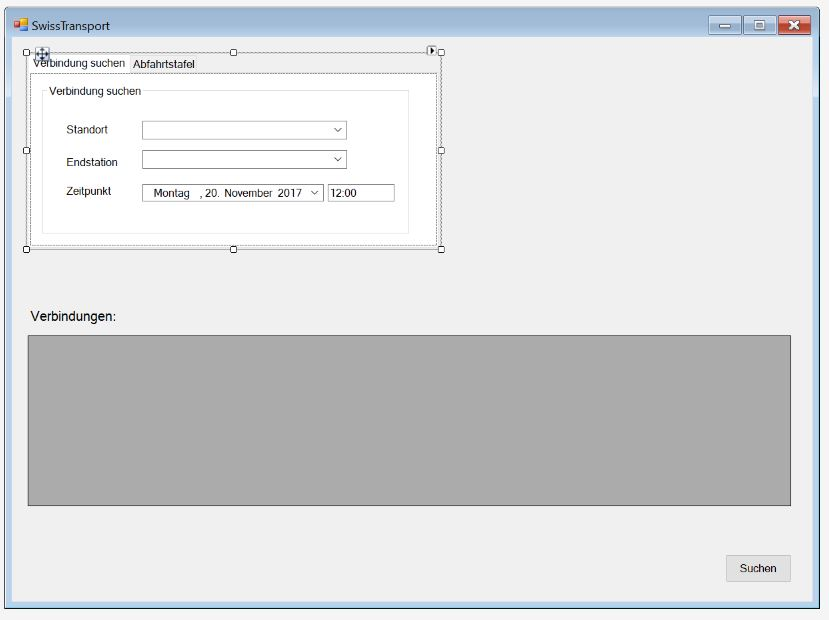 SwissTransport
Verbindung suchen Abfahrtstafel
Verbindung suchen
Standort
Endstation
Zeitpunkt Montag , 20. November 2017 12:00
Verbindungen:
Suchen